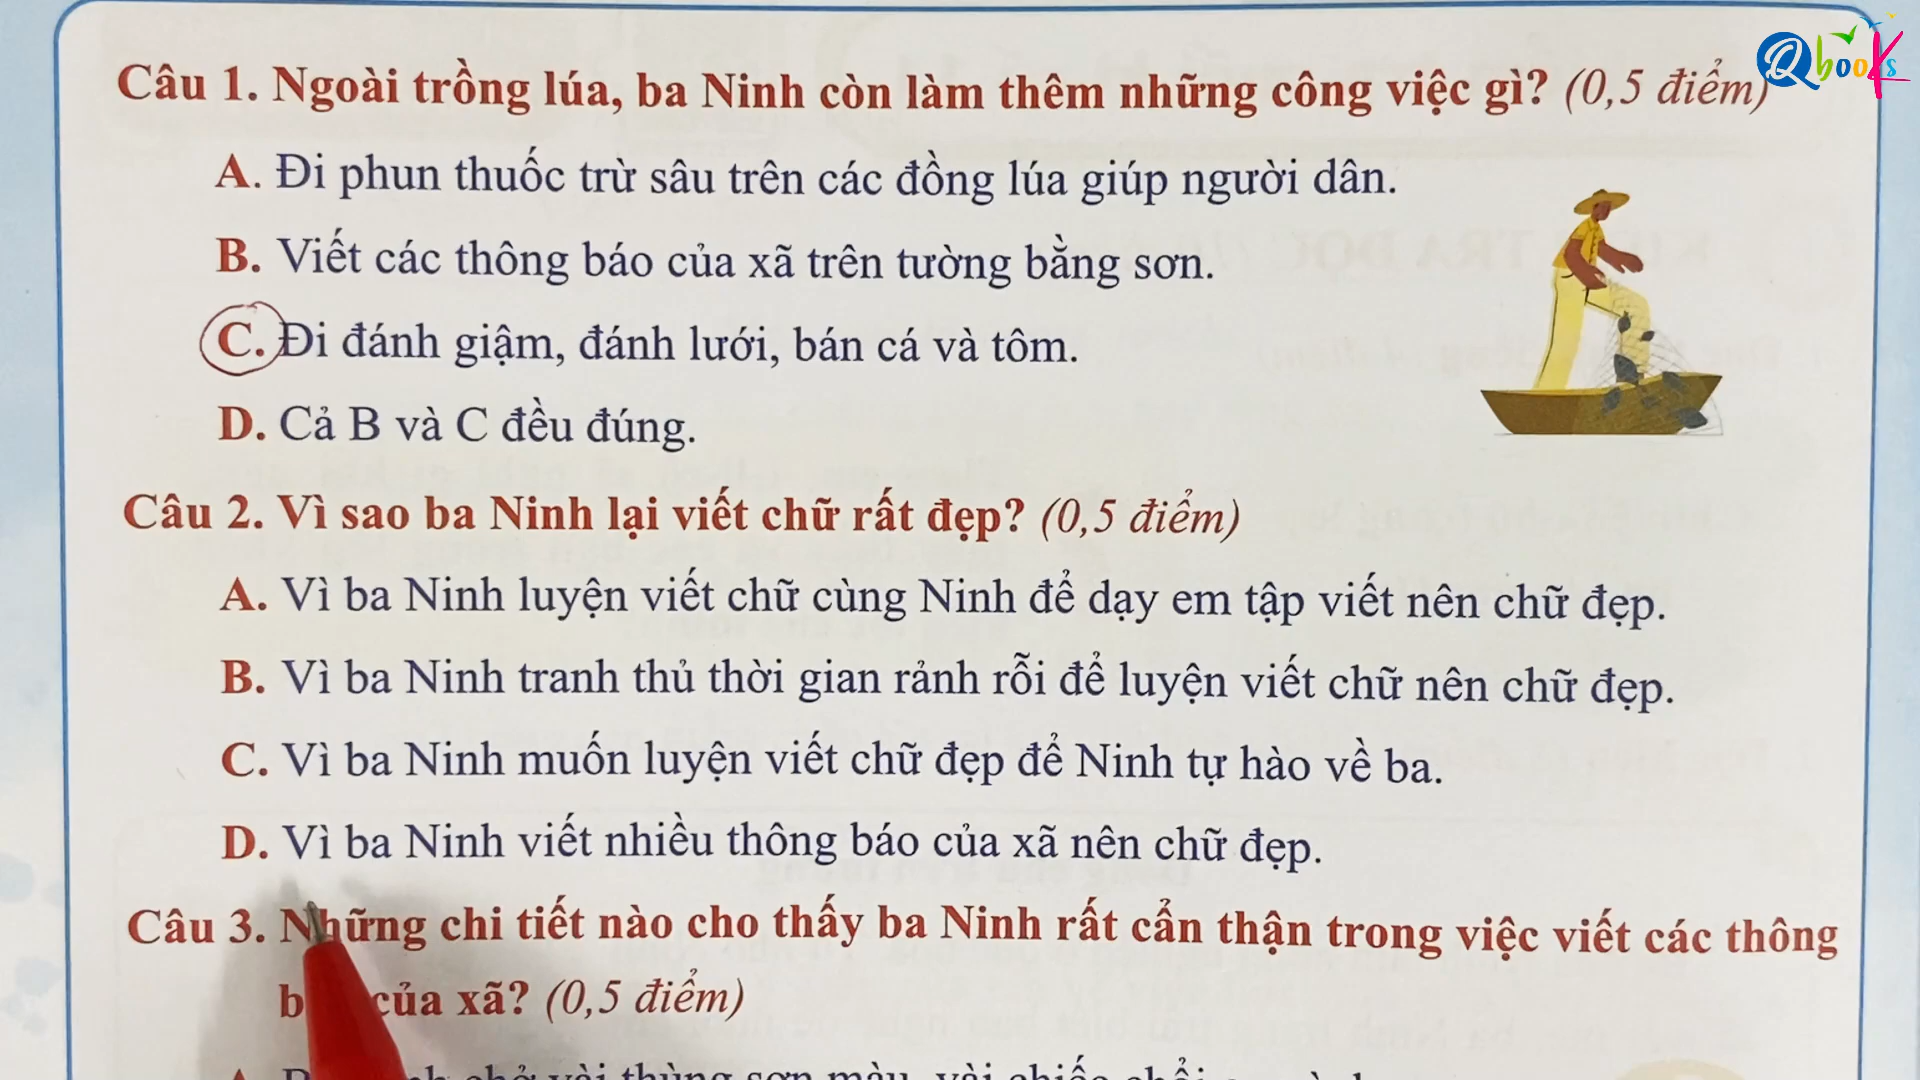 Qbooks
Câu 1. Ngoài trồng lúa, ba Ninh còn làm thêm những công việc gì? (0,5 điểm)
A. Đi phun thuốc trừ sâu trên các đồng lúa giúp người dân.
B. Viết các thông báo của xã trên tường bằng sơn.
C. Đi đánh giậm, đánh lưới, bán cá và tôm.
D. Cả B và C đều đúng.
Câu 2. Vì sao ba Ninh lại viết chữ rất đẹp? (0,5 điểm)
A. Vì ba Ninh luyện viết chữ cùng Ninh để dạy em tập viết nên chữ đẹp.
B. Vì ba Ninh tranh thủ thời gian rảnh rỗi để luyện viết chữ nên chữ đẹp.
C. Vì ba Ninh muốn luyện viết chữ đẹp để Ninh tự hào về ba.
D. Vì ba Ninh viết nhiều thông báo của xã nên chữ đẹp.
Câu 3. Những chi tiết nào cho thấy ba Ninh rất cẩn thận trong việc viết các thông
của xã? (0,5 điểm)
vài thùng sơn màu, vài chiếc